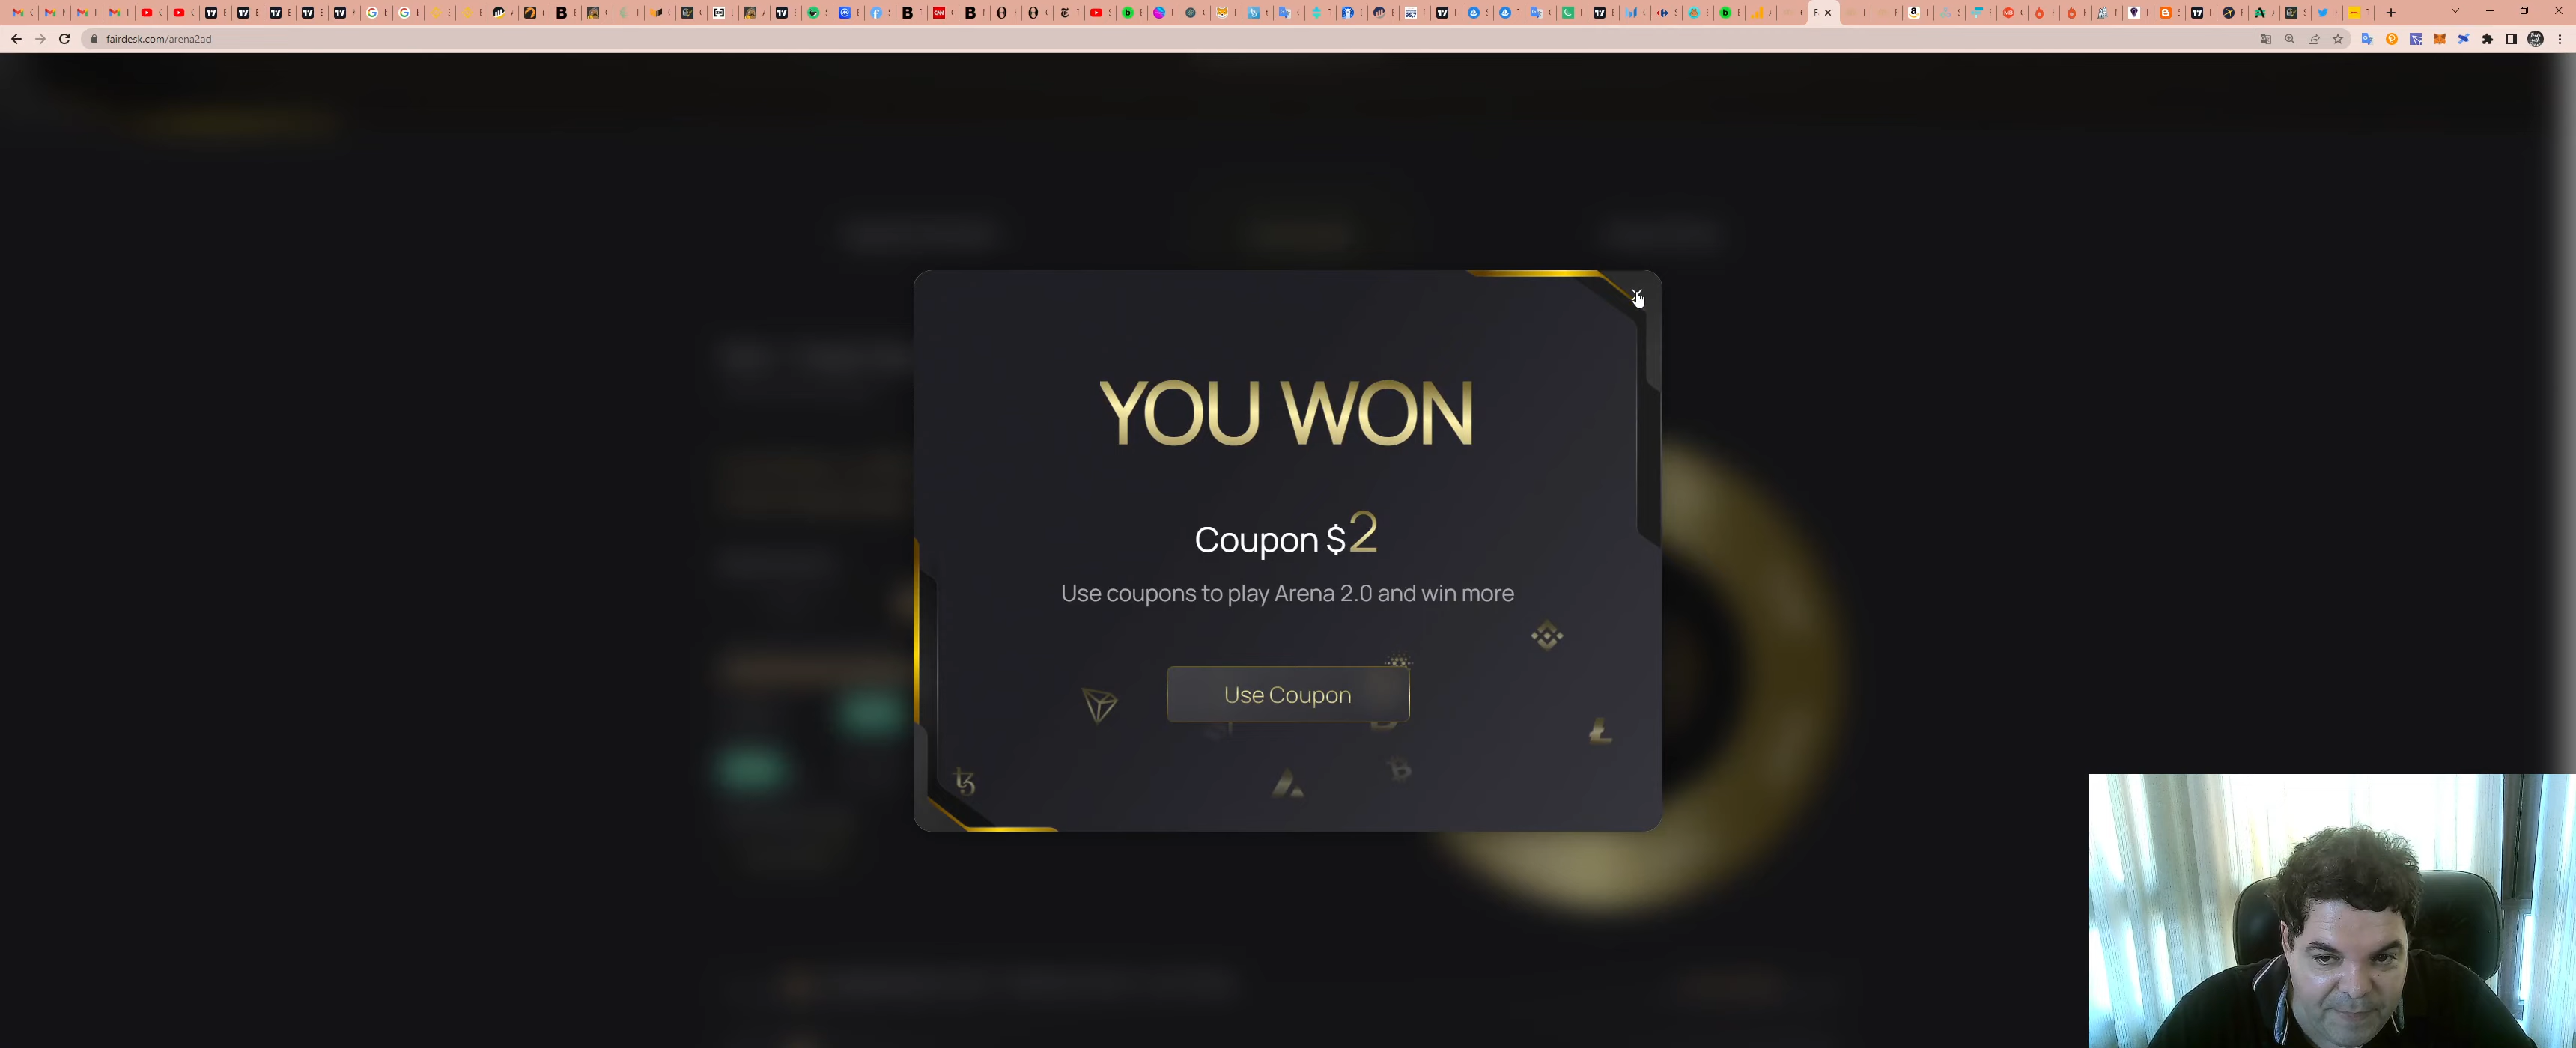 fairdesk.com/arena2ad
YOU WON
Coupon $2
Use coupons to play Arena 2.0 and win more
Use Coupon